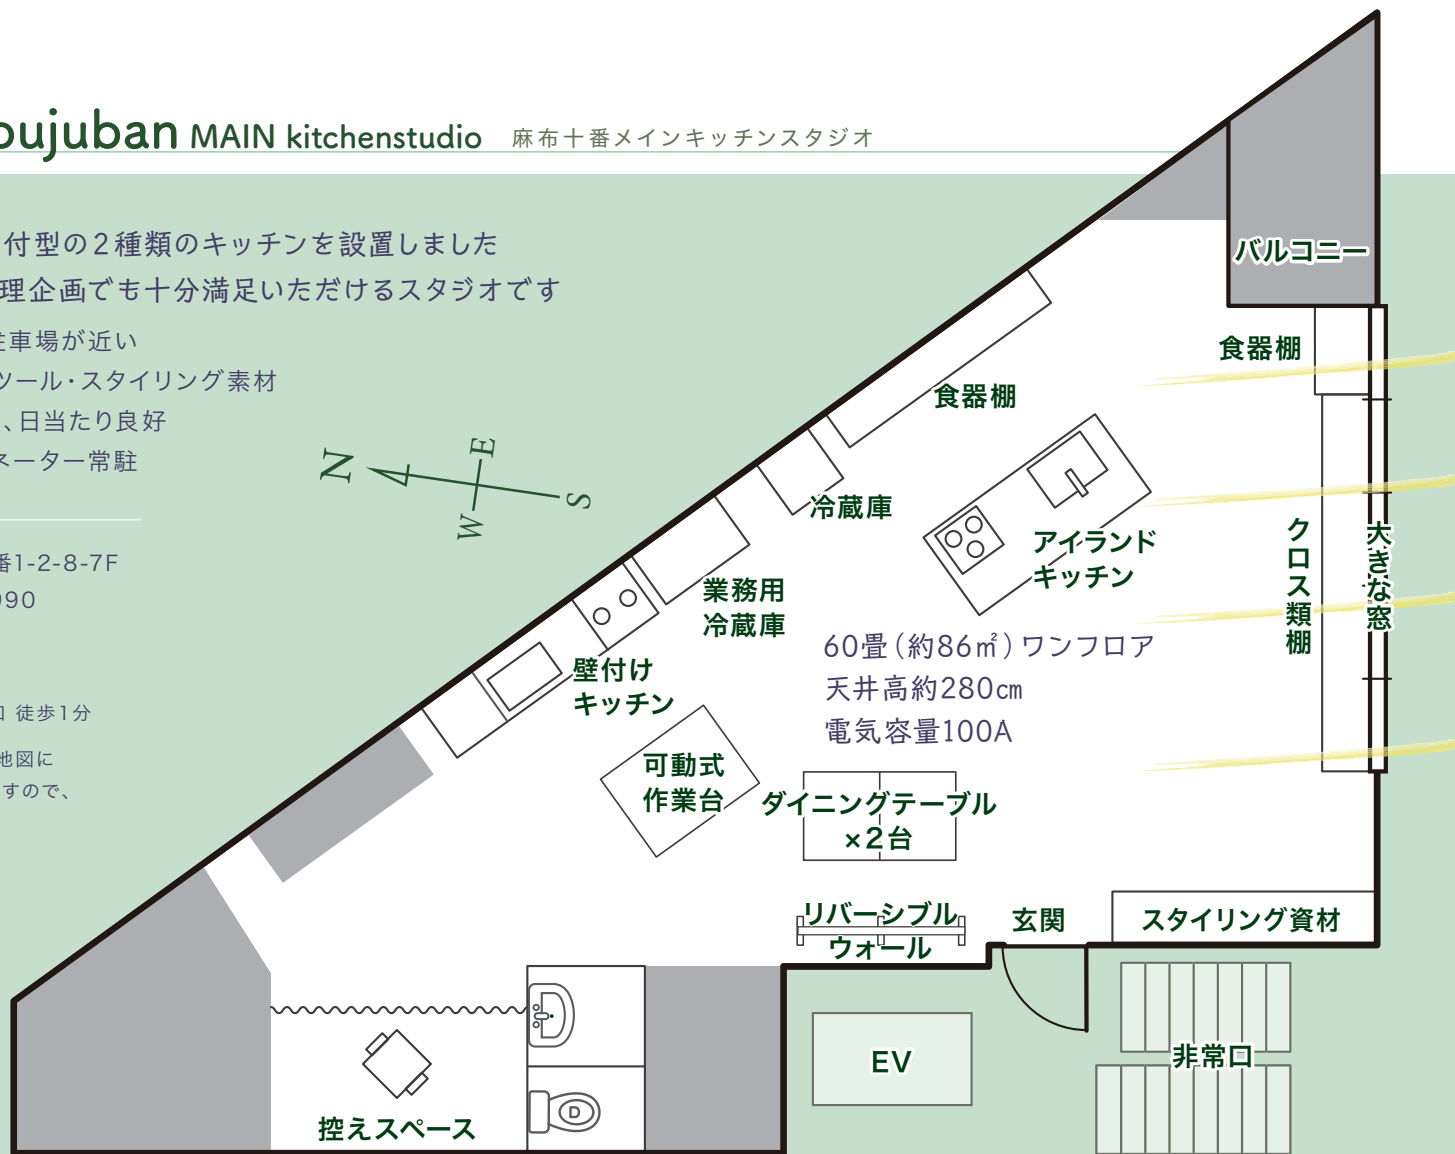 oujuban MAIN kitchenstudio 麻布十番メインキッチンスタジオ
付型の2種類のキッチンを設置しました
理企画でも十分満足いただけるスタジオです
車場が近い
ツール・スタイリング素材
、日当たり良好
ネーター常駐
N
E
S
W
番1-2-8-7F
090
口 徒歩1分
地図に
すので、
バルコニー
食器棚
食器棚
冷蔵庫
アイランド
キッチン
クロス類棚
大きな窓
業務用
冷蔵庫
壁付け
キッチン
60畳(約86㎡)ワンフロア
天井高約280㎝
電気容量100A
可動式
作業台
ダイニングテーブル
×2台
リバーシブル
ウォール
玄関
スタイリング資材
EV
非常口
控えスペース